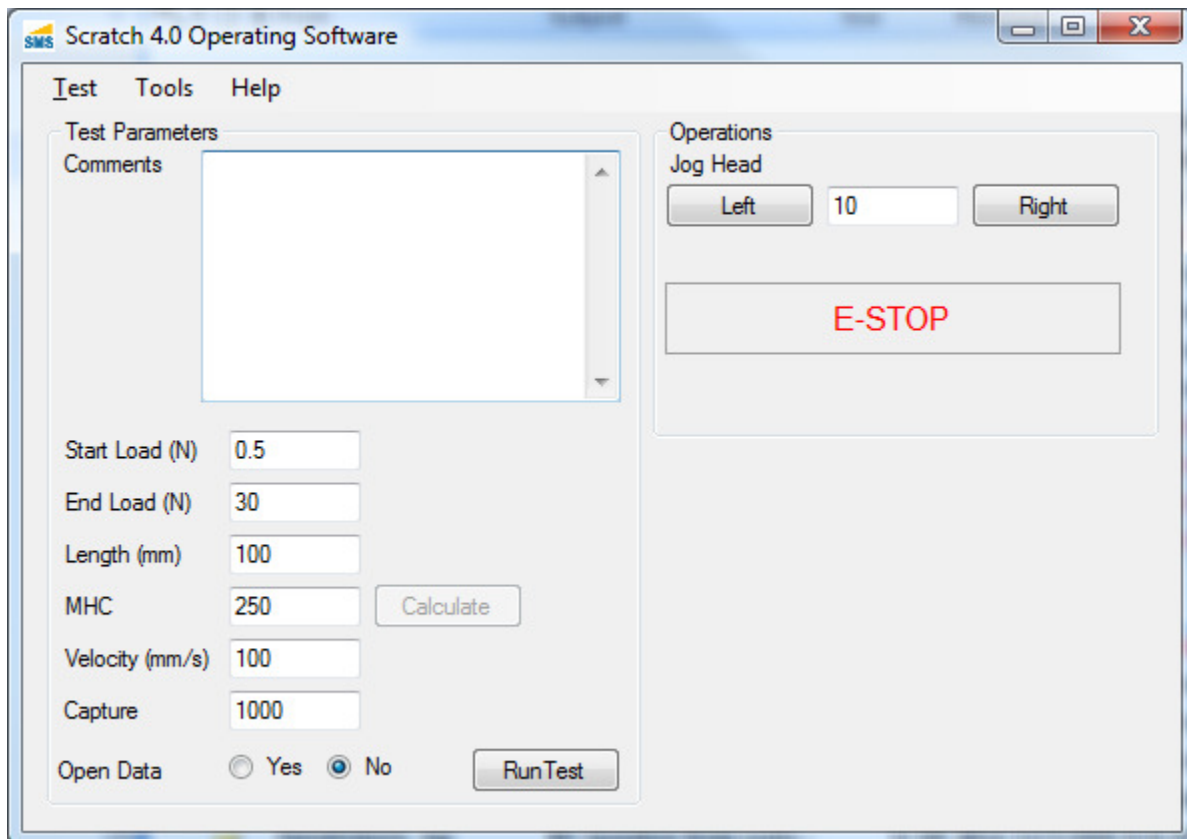 SMS Scratch 4.0 Operating Software
Test Tools Help
Test Parameters
Comments
Start Load (N) 0.5
End Load (N) 30
Length (mm) 100
MHC 250 Calculate
Velocity (mm/s) 100
Capture 1000
Open Data Yes No RunTest
Operations
Jog Head
Left 10 Right
E-STOP